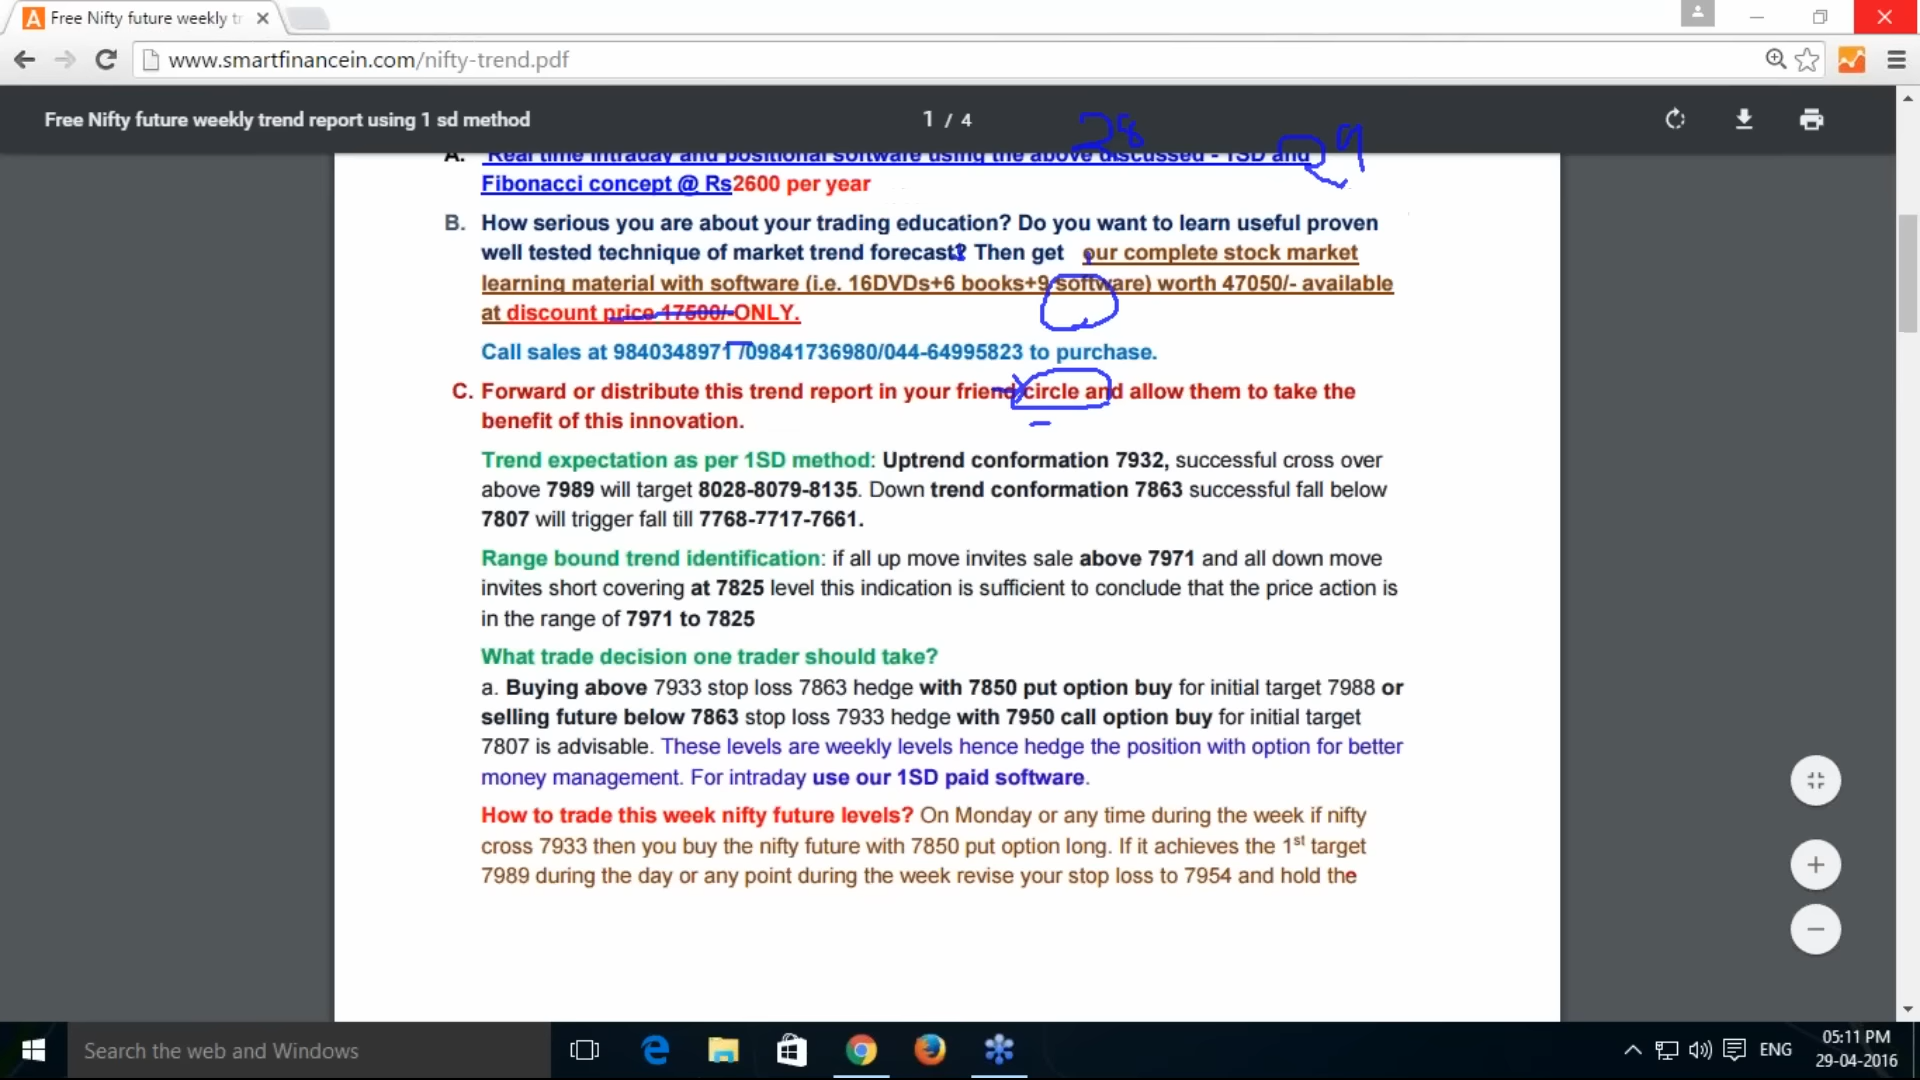 Free Nifty future weekly tr
www.smartfinancein.com/nifty-trend.pdf
Free Nifty future weekly trend report using 1 sd method
1 / 4
28
29
A. Real time intraday and positional software using the above discussed - 1SD and
Fibonacci concept @ Rs2600 per year
B. How serious you are about your trading education? Do you want to learn useful proven
well tested technique of market trend forecast? Then get our complete stock market
learning material with software (i.e. 16DVDs+6 books+9 software) worth 47050/- available
at discount price 17500/-ONLY.
Call sales at 9840348971 /09841736980/044-64995823 to purchase.
C. Forward or distribute this trend report in your friend circle and allow them to take the
benefit of this innovation.
Trend expectation as per 1SD method: Uptrend conformation 7932, successful cross over
above 7989 will target 8028-8079-8135. Down trend conformation 7863 successful fall below
7807 will trigger fall till 7768-7717-7661.
Range bound trend identification: if all up move invites sale above 7971 and all down move
invites short covering at 7825 level this indication is sufficient to conclude that the price action is
in the range of 7971 to 7825
What trade decision one trader should take?
a. Buying above 7933 stop loss 7863 hedge with 7850 put option buy for initial target 7988 or
selling future below 7863 stop loss 7933 hedge with 7950 call option buy for initial target
7807 is advisable. These levels are weekly levels hence hedge the position with option for better
money management. For intraday use our 1SD paid software.
How to trade this week nifty future levels? On Monday or any time during the week if nifty
cross 7933 then you buy the nifty future with 7850 put option long. If it achieves the 1st target
7989 during the day or any point during the week revise your stop loss to 7954 and hold the
Search the web and Windows
ENG
05:11 PM
29-04-2016